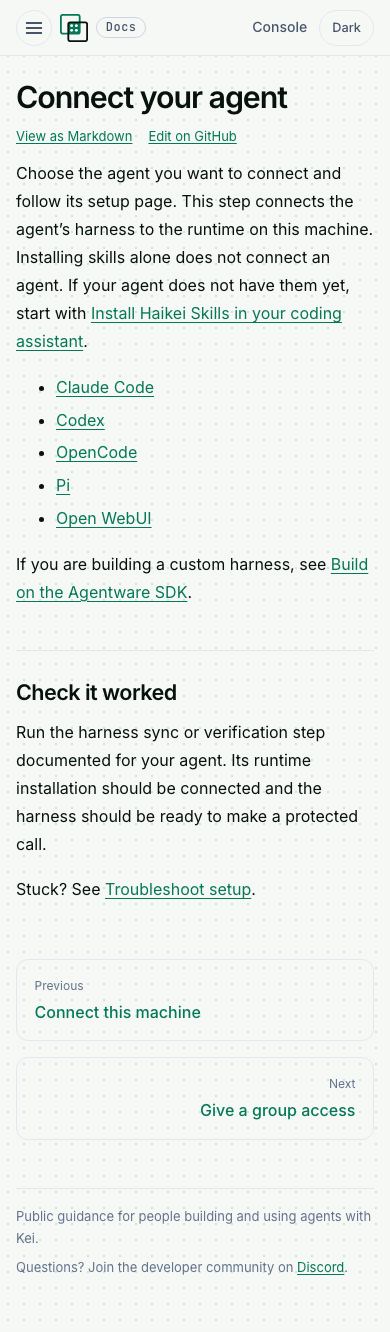 Docs
Console
Dark
Connect your agent
View as Markdown
Edit on GitHub
Choose the agent you want to connect and
follow its setup page. This step connects the
agent’s harness to the runtime on this machine.
Installing skills alone does not connect an
agent. If your agent does not have them yet,
start with Install Haikei Skills in your coding
assistant.
Claude Code
Codex
OpenCode
Pi
Open WebUI
If you are building a custom harness, see Build
on the Agentware SDK.
Check it worked
Run the harness sync or verification step
documented for your agent. Its runtime
installation should be connected and the
harness should be ready to make a protected
call.
Stuck? See Troubleshoot setup.
Previous
Connect this machine
Next
Give a group access
Public guidance for people building and using agents with
Kei.
Questions? Join the developer community on Discord.